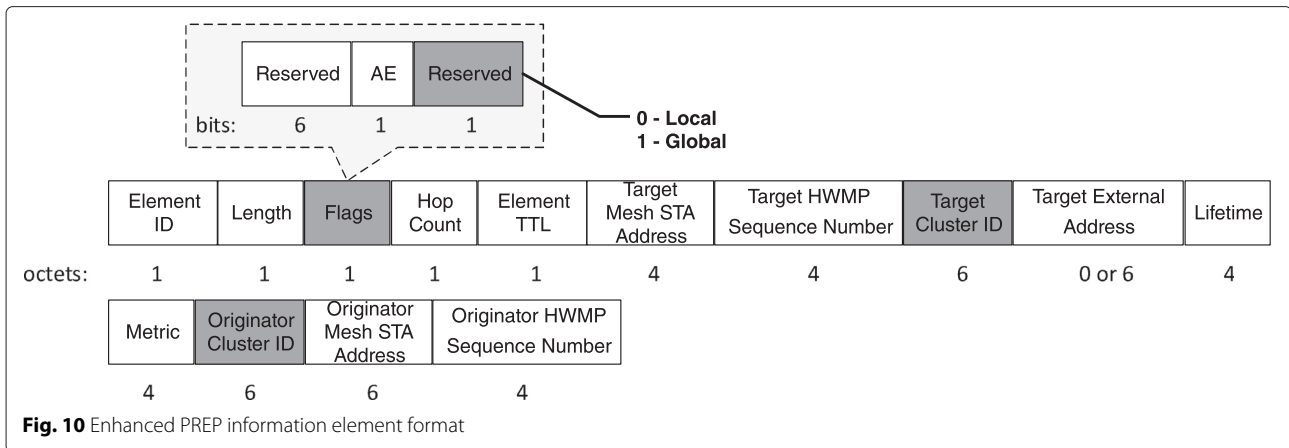 Reserved AE Reserved
bits: 6 1 1
0 - Local
1 - Global
Element ID Length Flags Hop Count Element TTL Target Mesh STA Address Target HWMP Sequence Number Target Cluster ID Target External Address Lifetime
octets: 1 1 1 1 1 4 4 6 0 or 6 4
Metric Originator Cluster ID Originator Mesh STA Address Originator HWMP Sequence Number
4 6 6 4
Fig. 10 Enhanced PREP information element format